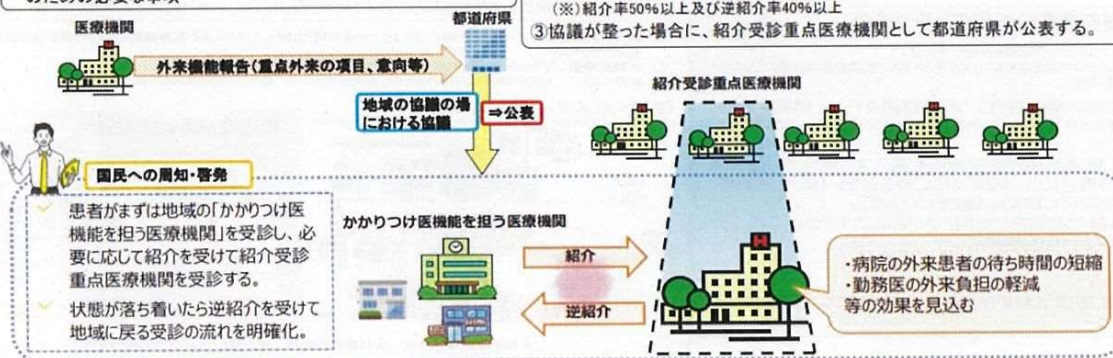 のための必要な事項
（※）紹介率50％以上及び逆紹介率40％以上
③協議が整った場合に、紹介受診重点医療機関として都道府県が公表する。
医療機関
都道府県
外来機能報告（重点外来の項目、意向等）
地域の協議の場
における協議
⇒公表
紹介受診重点医療機関
国民への周知・啓発
患者がまずは地域の「かかりつけ医
機能を担う医療機関」を受診し、必
要に応じて紹介を受けて紹介受診
重点医療機関を受診する。
状態が落ち着いたら逆紹介を受けて
地域に戻る受診の流れを明確化。
かかりつけ医機能を担う医療機関
紹介
逆紹介
H
・病院の外来患者の待ち時間の短縮
・勤務医の外来負担の軽減
等の効果を見込む